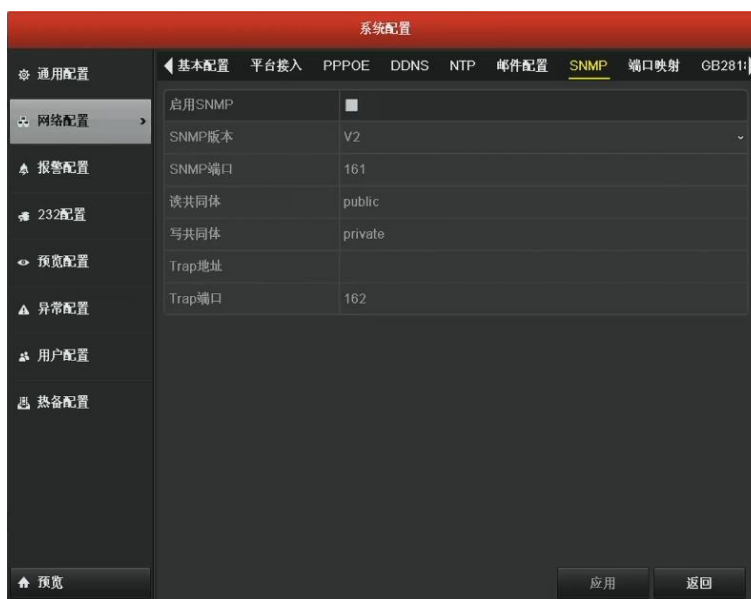 系统配置
通用配置
网络配置
报警配置
232配置
预览配置
异常配置
用户配置
热备配置
预览
基本配置 平台接入 PPPOE DDNS NTP 邮件配置 SNMP 端口映射 GB281
启用SNMP
SNMP版本 V2
SNMP端口 161
读共同体 public
写共同体 private
Trap地址
Trap端口 162
应用 返回